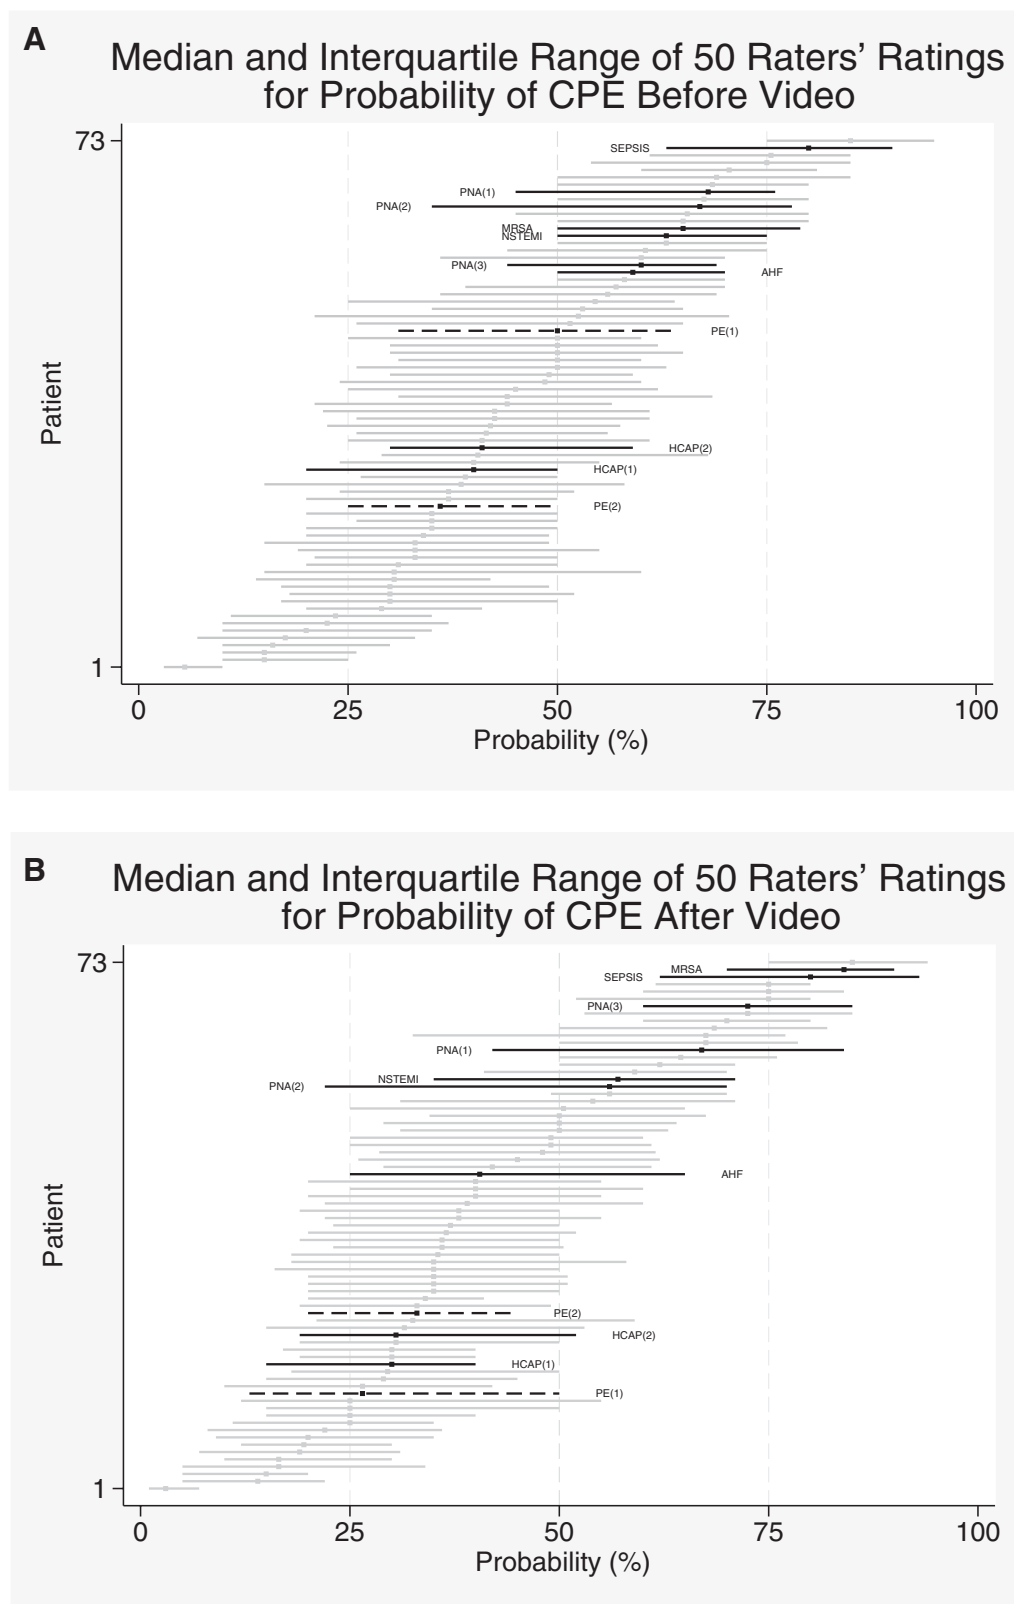 A
Median and Interquartile Range of 50 Raters’ Ratings
for Probability of CPE Before Video
73
SEPSIS
PNA(1)
PNA(2)
MRSA
NSTEMI
PNA(3)
AHF
PE(1)
Patient
HCAP(2)
HCAP(1)
PE(2)
1
0 25 50 75 100
Probability (%)
B
Median and Interquartile Range of 50 Raters’ Ratings
for Probability of CPE After Video
73
MRSA
SEPSIS
PNA(3)
PNA(1)
NSTEMI
PNA(2)
AHF
Patient
PE(2)
HCAP(2)
HCAP(1)
PE(1)
1
0 25 50 75 100
Probability (%)